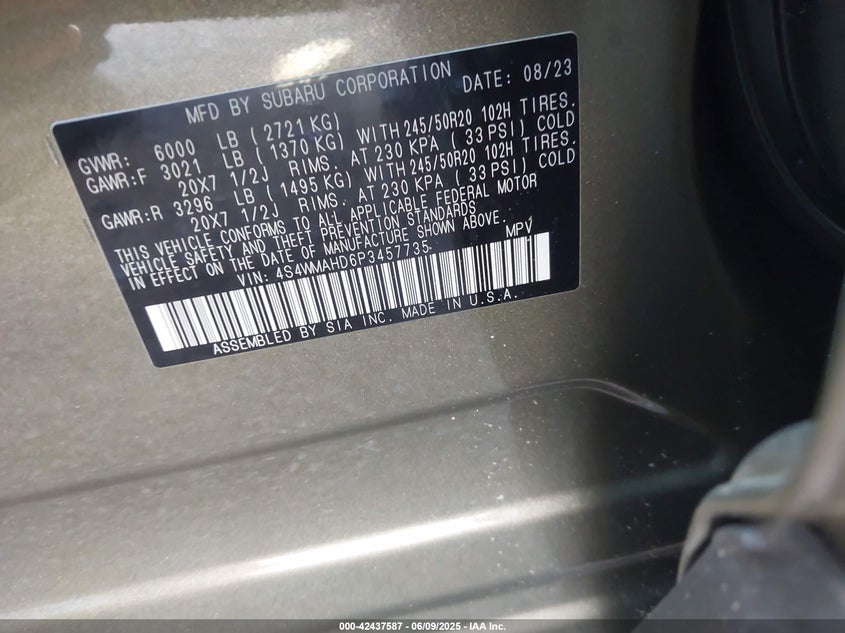 MFD BY SUBARU CORPORATION DATE: 08/23
GVWR: 6000 LB (2721 KG)
GAWR:F 3021 LB (1370 KG) WITH 245/50R20 102H TIRES.
20X7 1/2J RIMS. AT 230 KPA (33 PSI) COLD
GAWR:R 3296 LB (1495 KG) WITH 245/50R20 102H TIRES.
20X7 1/2J RIMS. AT 230 KPA (33 PSI) COLD
THIS VEHICLE CONFORMS TO ALL APPLICABLE FEDERAL MOTOR
VEHICLE SAFETY AND THEFT PREVENTION STANDARDS
IN EFFECT ON THE DATE OF MANUFACTURE SHOWN ABOVE.
VIN: 4S4WMAHD6P3457735 MPV
ASSEMBLED BY SIA INC. MADE IN U.S.A.
000-42437587 - 06/09/2025 - IAA Inc.